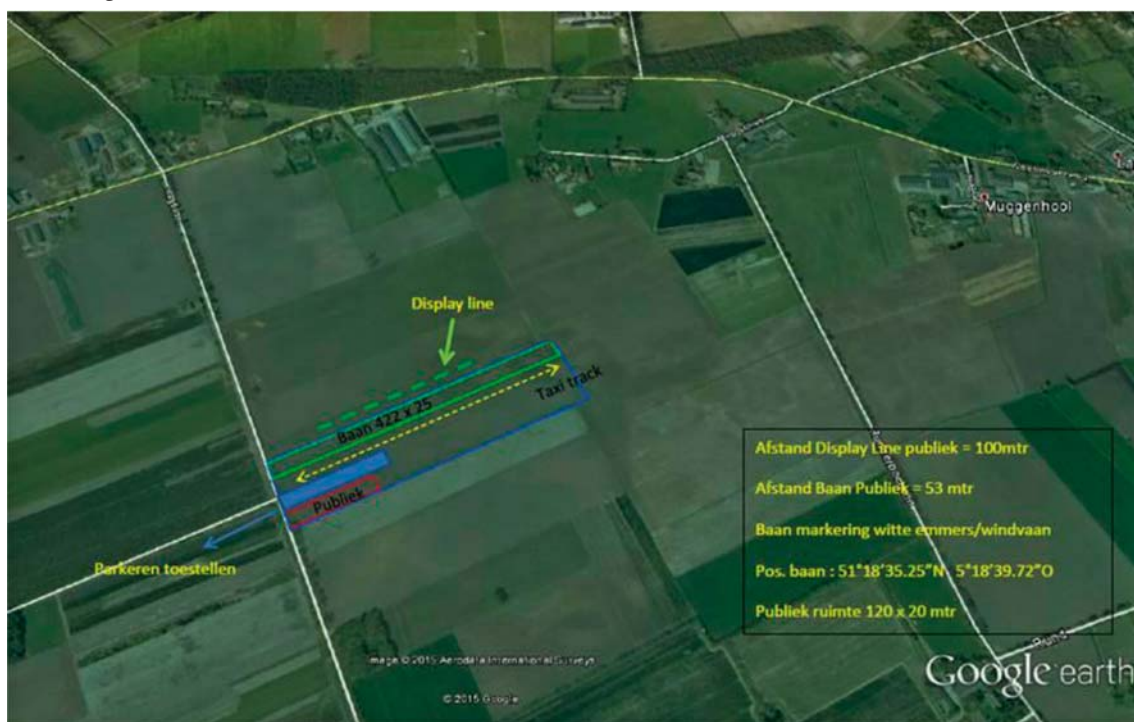 Muggenhool
Display line
Taxi track
Baan 422 x 25
Publiek
Parkeren toestellen
Afstand Display Line publiek = 100mtr
Afstand Baan Publiek = 53 mtr
Baan markering witte emmers/windvaan
Pos. baan : 51°18'35.25"N 5°18'39.72"O
Publiek ruimte 120 x 20 mtr
Image © 2015 Aerodata International Surveys
© 2015 Google
Google earth